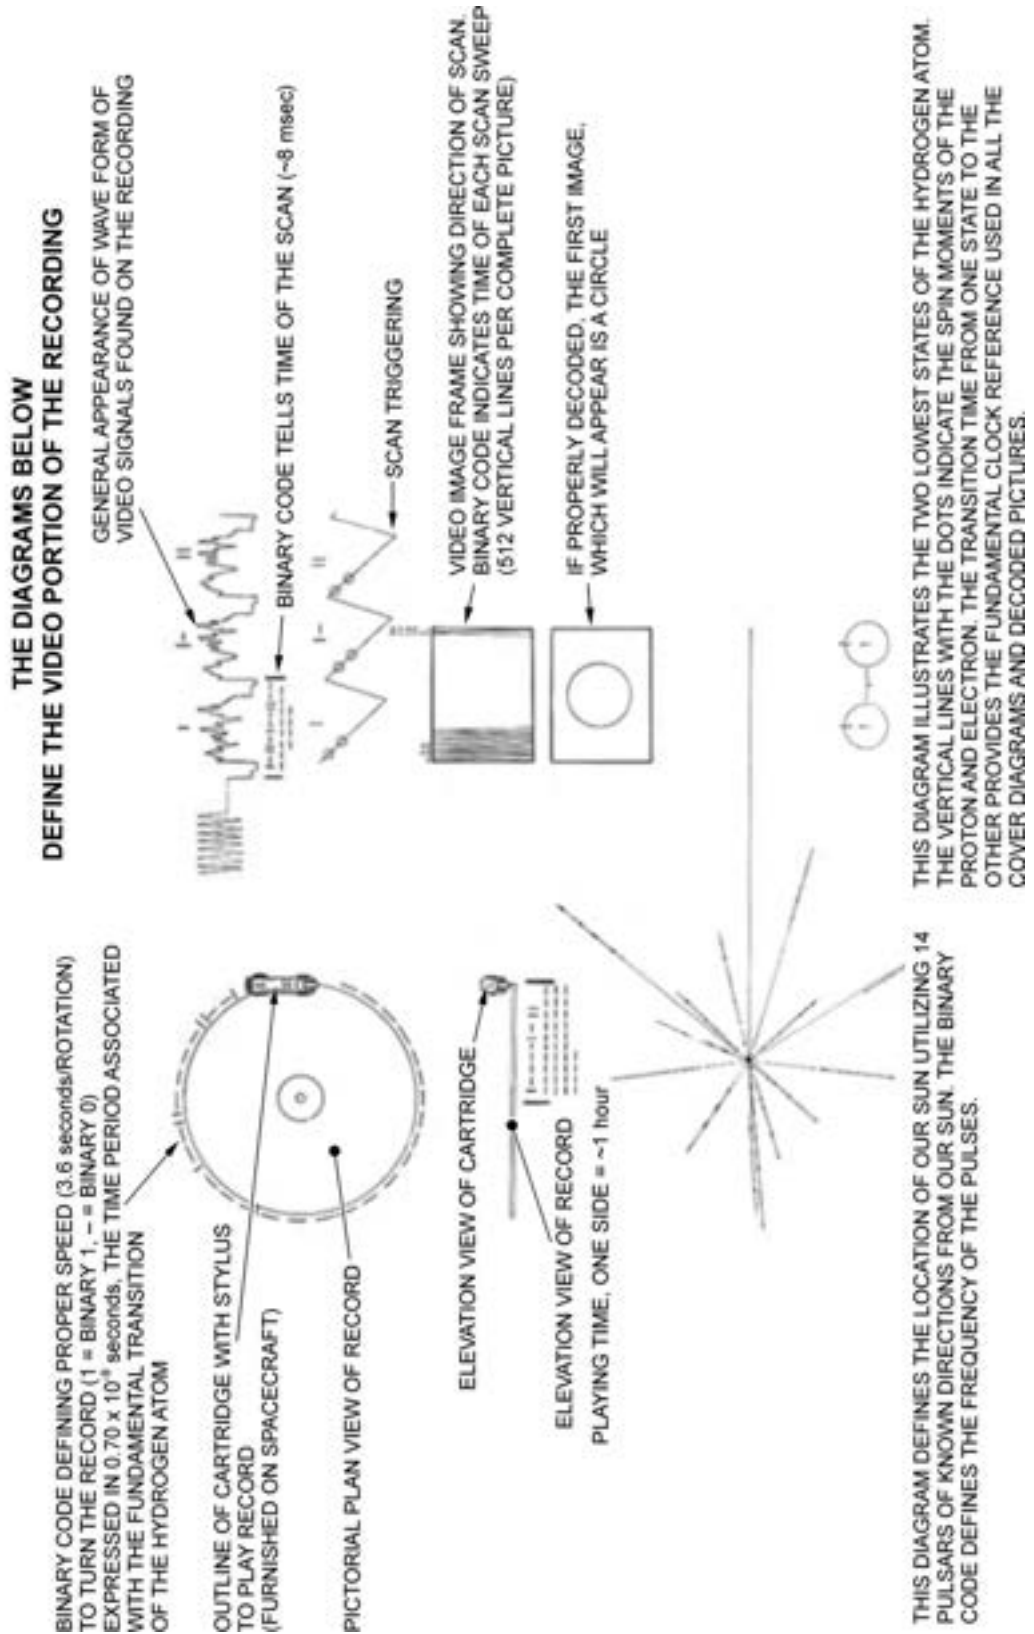 THE DIAGRAMS BELOW
DEFINE THE VIDEO PORTION OF THE RECORDING
BINARY CODE DEFINING PROPER SPEED (3.6 seconds/ROTATION)
TO TURN THE RECORD (1 = BINARY 1, – = BINARY 0)
EXPRESSED IN 0.70 x 10⁻⁹ seconds, THE TIME PERIOD ASSOCIATED
WITH THE FUNDAMENTAL TRANSITION
OF THE HYDROGEN ATOM
OUTLINE OF CARTRIDGE WITH STYLUS
TO PLAY RECORD
(FURNISHED ON SPACECRAFT)
PICTORIAL PLAN VIEW OF RECORD
ELEVATION VIEW OF CARTRIDGE
ELEVATION VIEW OF RECORD
PLAYING TIME, ONE SIDE = ~1 hour
THIS DIAGRAM DEFINES THE LOCATION OF OUR SUN UTILIZING 14
PULSARS OF KNOWN DIRECTIONS FROM OUR SUN. THE BINARY
CODE DEFINES THE FREQUENCY OF THE PULSES.
GENERAL APPEARANCE OF WAVE FORM OF
VIDEO SIGNALS FOUND ON THE RECORDING
BINARY CODE TELLS TIME OF THE SCAN (~8 msec)
SCAN TRIGGERING
VIDEO IMAGE FRAME SHOWING DIRECTION OF SCAN.
BINARY CODE INDICATES TIME OF EACH SCAN SWEEP
(512 VERTICAL LINES PER COMPLETE PICTURE)
IF PROPERLY DECODED, THE FIRST IMAGE,
WHICH WILL APPEAR IS A CIRCLE
THIS DIAGRAM ILLUSTRATES THE TWO LOWEST STATES OF THE HYDROGEN ATOM.
THE VERTICAL LINES WITH THE DOTS INDICATE THE SPIN MOMENTS OF THE
PROTON AND ELECTRON. THE TRANSITION TIME FROM ONE STATE TO THE
OTHER PROVIDES THE FUNDAMENTAL CLOCK REFERENCE USED IN ALL THE
COVER DIAGRAMS AND DECODED PICTURES.